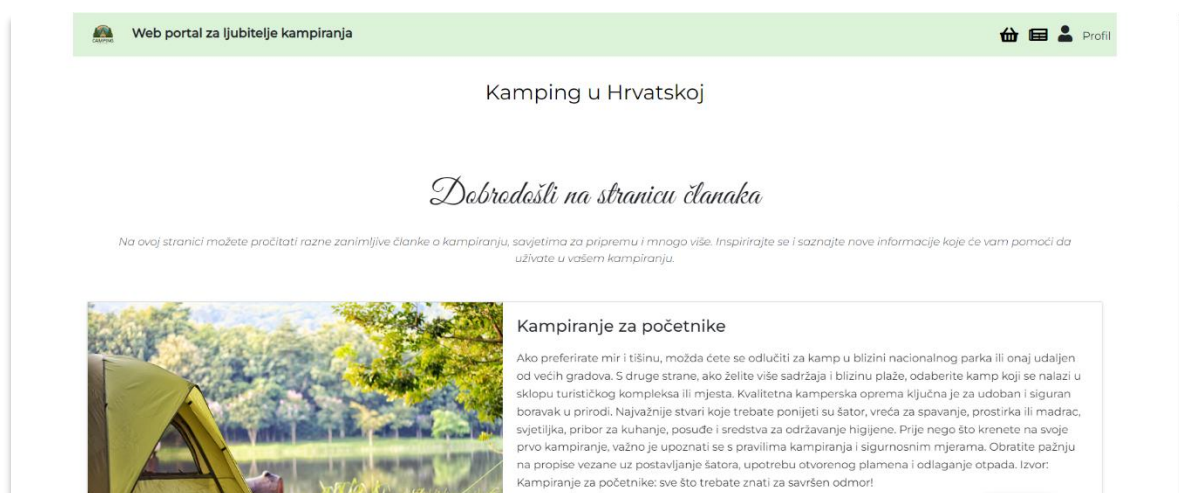 CAMPING
Web portal za ljubitelje kampiranja
Profil
Kamping u Hrvatskoj
Dobrodošli na stranicu članaka
Na ovoj stranici možete pročitati razne zanimljive članke o kampiranju, savjetima za pripremu i mnogo više. Inspirirajte se i saznajte nove informacije koje će vam pomoći da
uživate u vašem kampiranju.
Kampiranje za početnike
Ako preferirate mir i tišinu, možda ćete se odlučiti za kamp u blizini nacionalnog parka ili onaj udaljen
od većih gradova. S druge strane, ako želite više sadržaja i blizinu plaže, odaberite kamp koji se nalazi u
sklopu turističkog kompleksa ili mjesta. Kvalitetna kamperska oprema ključna je za udoban i siguran
boravak u prirodi. Najvažnije stvari koje trebate ponijeti su šator, vreća za spavanje, prostirka ili madrac,
svjetiljka, pribor za kuhanje, posuđe i sredstva za održavanje higijene. Prije nego što krenete na svoje
prvo kampiranje, važno je upoznati se s pravilima kampiranja i sigurnosnim mjerama. Obratite pažnju
na propise vezane uz postavljanje šatora, upotrebu otvorenog plamena i odlaganje otpada. Izvor:
Kampiranje za početnike: sve što trebate znati za savršen odmor!